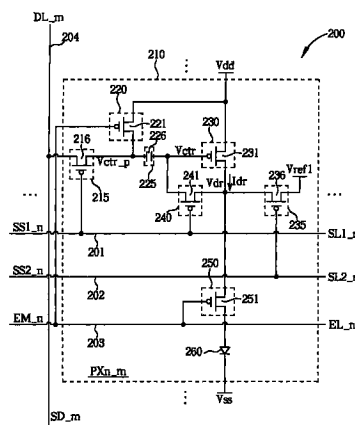 DL_m
204
210
200
Vdd
220
216
221
226
230
Vctr_p
Vctr
231
225
215
241
Vdr
Idr
236
Vref1
240
235
SS1_n
201
SL1_n
SS2_n
202
250
SL2_n
251
EM_n
203
EL_n
260
PXn_m
Vss
SD_m